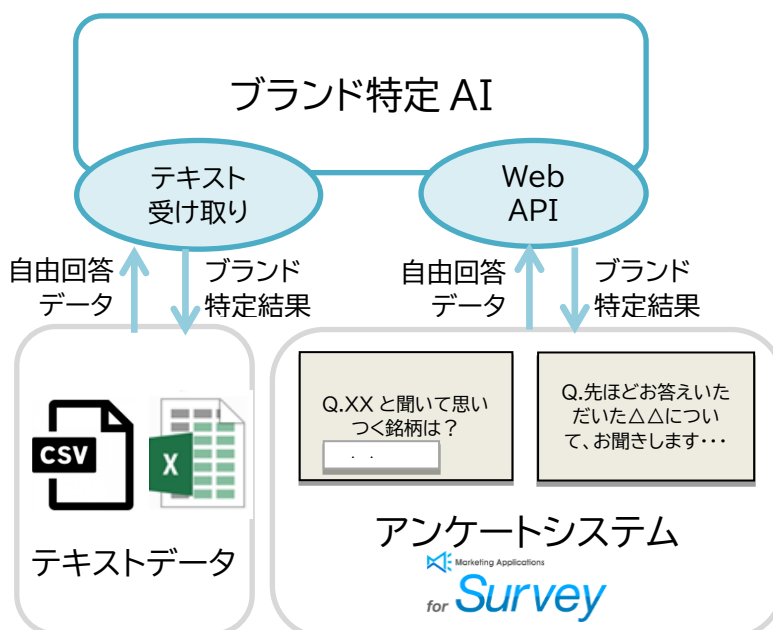 ブランド特定 AI
テキスト
受け取り
Web
API
自由回答
データ
ブランド
特定結果
自由回答
データ
ブランド
特定結果
CSV
X
テキストデータ
Q.XX と聞いて思い
つく銘柄は？
. .
Q.先ほどお答えいた
だいた△△につい
て、お聞きします・・・
アンケートシステム
Marketing Applications
for Survey